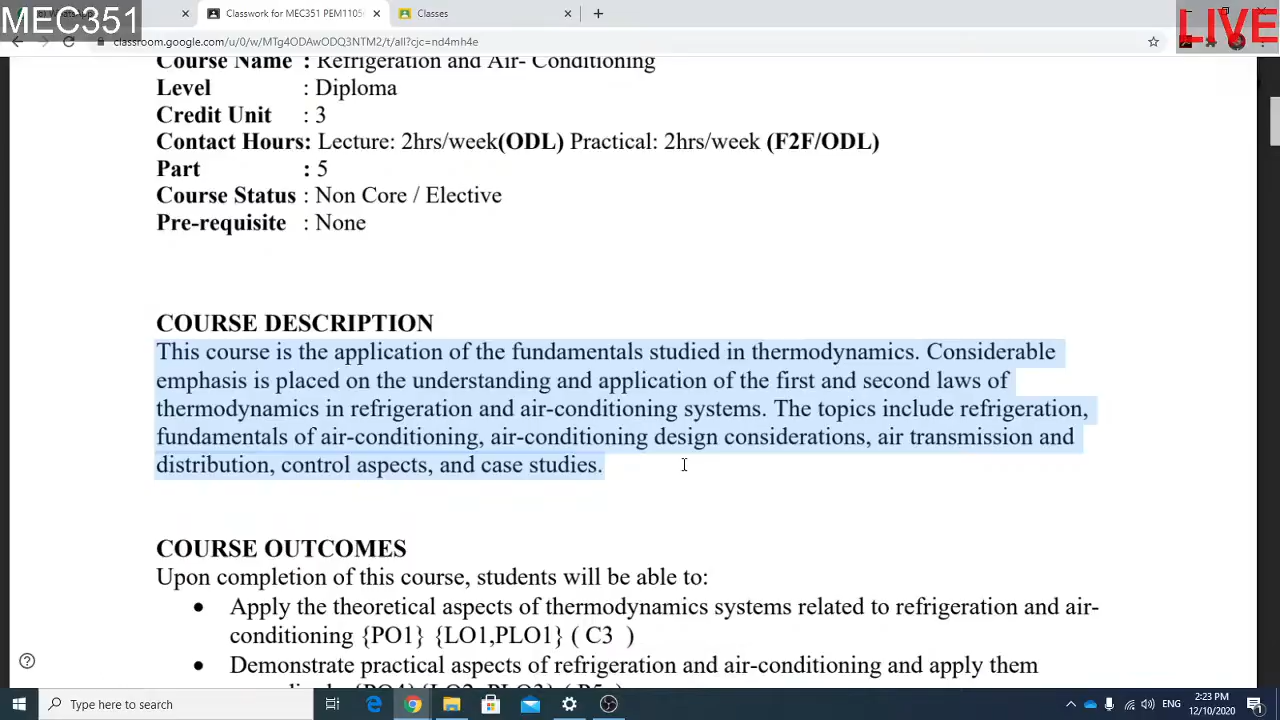 MEC351
WhatsApp
Classwork for MEC351 PEM1105
Classes
LIVE
classroom.google.com/u/0/w/MTg4ODAwODQ3NTM2/t/all?cjc=nd4mh4e
Course Name : Refrigeration and Air- Conditioning
Level : Diploma
Credit Unit : 3
Contact Hours: Lecture: 2hrs/week(ODL) Practical: 2hrs/week (F2F/ODL)
Part : 5
Course Status : Non Core / Elective
Pre-requisite : None
COURSE DESCRIPTION
This course is the application of the fundamentals studied in thermodynamics. Considerable
emphasis is placed on the understanding and application of the first and second laws of
thermodynamics in refrigeration and air-conditioning systems. The topics include refrigeration,
fundamentals of air-conditioning, air-conditioning design considerations, air transmission and
distribution, control aspects, and case studies.
COURSE OUTCOMES
Upon completion of this course, students will be able to:
• Apply the theoretical aspects of thermodynamics systems related to refrigeration and air-
conditioning {PO1} {LO1,PLO1} ( C3 )
• Demonstrate practical aspects of refrigeration and air-conditioning and apply them
Type here to search
2:23 PM
12/10/2020